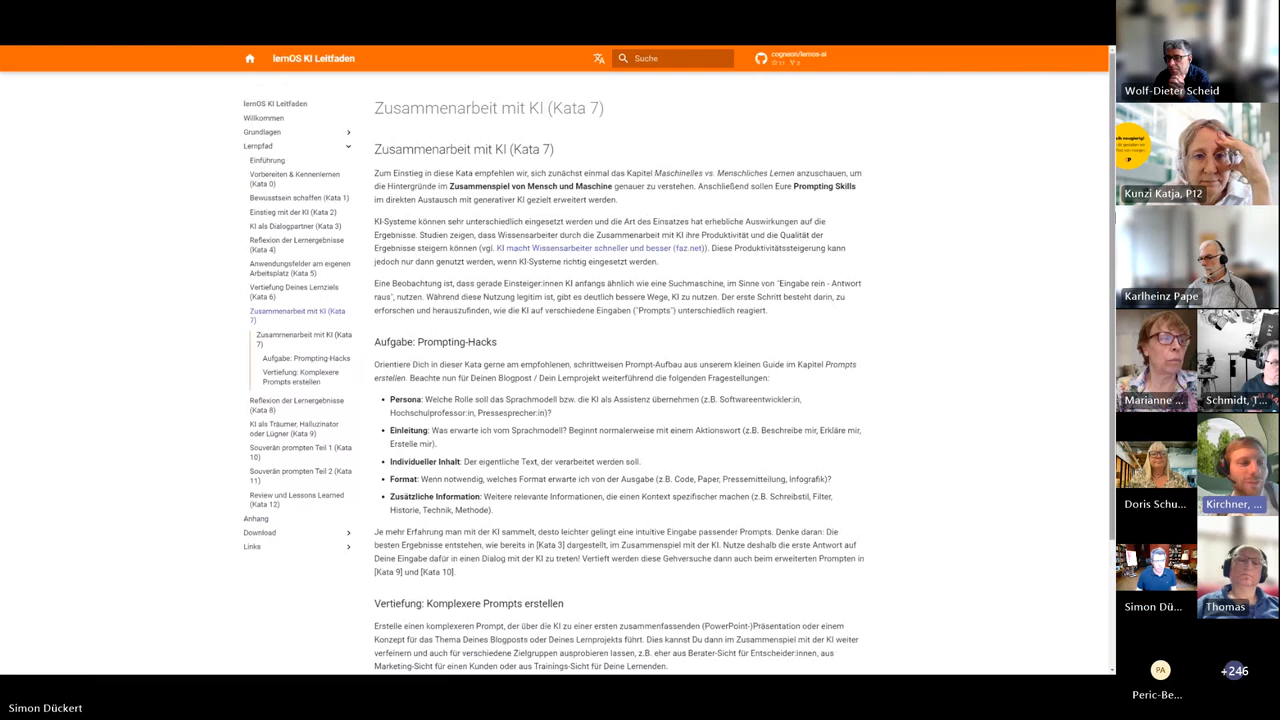 lernOS KI Leitfaden
Suche
cogneon/lernos-ai
lernOS KI Leitfaden
Willkommen
Grundlagen
Lernpfad
Einführung
Vorbereiten & Kennenlernen
(Kata 0)
Bewusstsein schaffen (Kata 1)
Einstieg mit der KI (Kata 2)
KI als Dialogpartner (Kata 3)
Reflexion der Lernergebnisse
(Kata 4)
Anwendungsfelder am eigenen
Arbeitsplatz (Kata 5)
Vertiefung Deines Lernziels
(Kata 6)
Zusammenarbeit mit KI (Kata
7)
Zusammenarbeit mit KI (Kata
7)
Aufgabe: Prompting-Hacks
Vertiefung: Komplexere
Prompts erstellen
Reflexion der Lernergebnisse
(Kata 8)
KI als Träumer, Halluzinator
oder Lügner (Kata 9)
Souverän prompten Teil 1 (Kata
10)
Souverän prompten Teil 2 (Kata
11)
Review und Lessons Learned
(Kata 12)
Anhang
Download
Links
Zusammenarbeit mit KI (Kata 7)
Zusammenarbeit mit KI (Kata 7)
Zum Einstieg in diese Kata empfehlen wir, sich zunächst einmal das Kapitel Maschinelles vs. Menschliches Lernen anzuschauen, um
die Hintergründe im Zusammenspiel von Mensch und Maschine genauer zu verstehen. Anschließend sollen Eure Prompting Skills
im direkten Austausch mit generativer KI gezielt erweitert werden.
KI-Systeme können sehr unterschiedlich eingesetzt werden und die Art des Einsatzes hat erhebliche Auswirkungen auf die
Ergebnisse. Studien zeigen, dass Wissensarbeiter durch die Zusammenarbeit mit KI ihre Produktivität und die Qualität der
Ergebnisse steigern können (vgl. KI macht Wissensarbeiter schneller und besser (faz.net)). Diese Produktivitätssteigerung kann
jedoch nur dann genutzt werden, wenn KI-Systeme richtig eingesetzt werden.
Eine Beobachtung ist, dass gerade Einsteiger:innen KI anfangs ähnlich wie eine Suchmaschine, im Sinne von "Eingabe rein - Antwort
raus", nutzen. Während diese Nutzung legitim ist, gibt es deutlich bessere Wege, KI zu nutzen. Der erste Schritt besteht darin, zu
erforschen und herauszufinden, wie die KI auf verschiedene Eingaben ("Prompts") unterschiedlich reagiert.
Aufgabe: Prompting-Hacks
Orientiere Dich in dieser Kata gerne am empfohlenen, schrittweisen Prompt-Aufbau aus unserem kleinen Guide im Kapitel Prompts
erstellen. Beachte nun für Deinen Blogpost / Dein Lernprojekt weiterführend die folgenden Fragestellungen:
• Persona: Welche Rolle soll das Sprachmodell bzw. die KI als Assistenz übernehmen (z.B. Softwareentwickler:in,
Hochschulprofessor:in, Pressesprecher:in)?
• Einleitung: Was erwarte ich vom Sprachmodell? Beginnt normalerweise mit einem Aktionswort (z.B. Beschreibe mir, Erkläre mir,
Erstelle mir).
• Individueller Inhalt: Der eigentliche Text, der verarbeitet werden soll.
• Format: Wenn notwendig, welches Format erwarte ich von der Ausgabe (z.B. Code, Paper, Pressemitteilung, Infografik)?
• Zusätzliche Information: Weitere relevante Informationen, die einen Kontext spezifischer machen (z.B. Schreibstil, Filter,
Historie, Technik, Methode).
Je mehr Erfahrung man mit der KI sammelt, desto leichter gelingt eine intuitive Eingabe passender Prompts. Denke daran: Die
besten Ergebnisse entstehen, wie bereits in [Kata 3] dargestellt, im Zusammenspiel mit der KI. Nutze deshalb die erste Antwort auf
Deine Eingabe dafür in einen Dialog mit der KI zu treten! Vertieft werden diese Gehversuche dann auch beim erweiterten Prompten in
[Kata 9] und [Kata 10].
Vertiefung: Komplexere Prompts erstellen
Erstelle einen komplexeren Prompt, der über die KI zu einer ersten zusammenfassenden (PowerPoint-)Präsentation oder einem
Konzept für das Thema Deines Blogposts oder Deines Lernprojekts führt. Dies kannst Du dann im Zusammenspiel mit der KI weiter
verfeinern und auch für verschiedene Zielgruppen ausprobieren lassen, z.B. eher aus Berater-Sicht für Entscheider:innen, aus
Marketing-Sicht für einen Kunden oder aus Trainings-Sicht für Deine Lernenden.
Wolf-Dieter Scheid
Kunzi Katja, P12
Karlheinz Pape
Marianne ...
Schmidt, T...
Doris Schu...
Kirchner, ...
Simon Dü...
Thomas
PA
Peric-Be...
+246
Simon Dückert